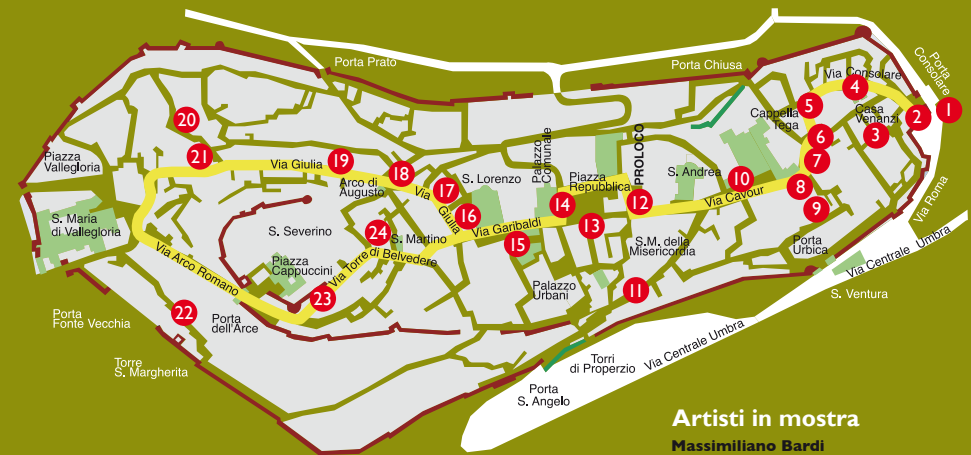 Porta Prato
Porta Chiusa
Porta
Consolare
1
Via Consolare
4
5
2
Cappella
Tega
Casa
Venanzi
3
6
7
20
21
Piazza
Vallegloria
Via Giulia
19
Arco di
Augusto
18
Via
Giulia
17
S. Lorenzo
Palazzo
Comunale
Piazza
Repubblica
PROLOCO
S. Andrea
10
Via Cavour
8
9
Via Roma
16
14
12
13
Via Garibaldi
15
S. Maria
di Vallegloria
S. Severino
24
S. Martino
Piazza
Cappuccini
Via Torre
di Belvedere
S.M. della
Misericordia
Palazzo
Urbani
11
Porta
Urbica
Via Centrale Umbra
S. Ventura
Via Arco Romano
23
22
Porta
Fonte Vecchia
Porta
dell'Arce
Torre
S. Margherita
Torri
di Properzio
Via Centrale Umbra
Porta
S. Angelo
Artisti in mostra
Massimiliano Bardi